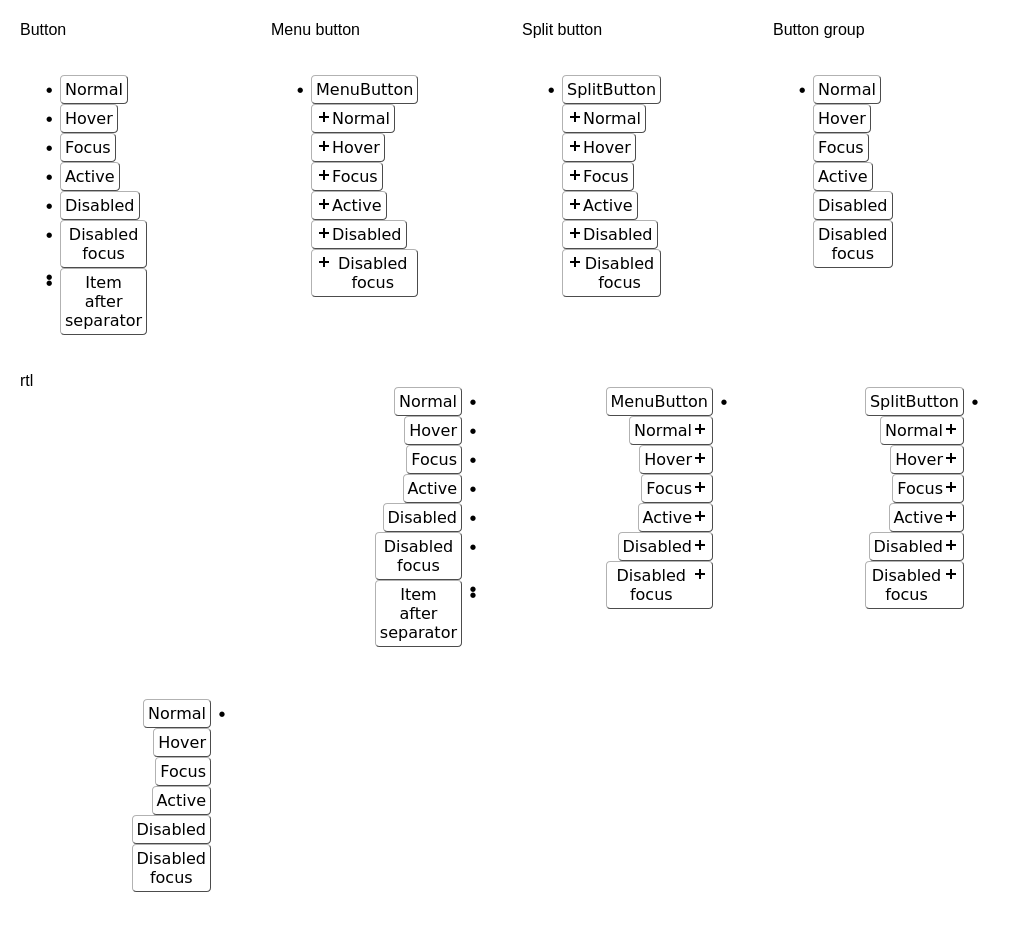 Button
Menu button
Split button
Button group
• Normal
• Hover
• Focus
• Active
• Disabled
• Disabled
focus
• Item
after
separator
• MenuButton
+ Normal
+ Hover
+ Focus
+ Active
+ Disabled
+ Disabled
focus
• SplitButton
+ Normal
+ Hover
+ Focus
+ Active
+ Disabled
+ Disabled
focus
• Normal
Hover
Focus
Active
Disabled
Disabled
focus
rtl
Normal •
Hover •
Focus •
Active •
Disabled •
Disabled •
focus
Item •
after
separator
MenuButton •
Normal +
Hover +
Focus +
Active +
Disabled +
Disabled +
focus
SplitButton •
Normal +
Hover +
Focus +
Active +
Disabled +
Disabled +
focus
Normal •
Hover
Focus
Active
Disabled
Disabled
focus